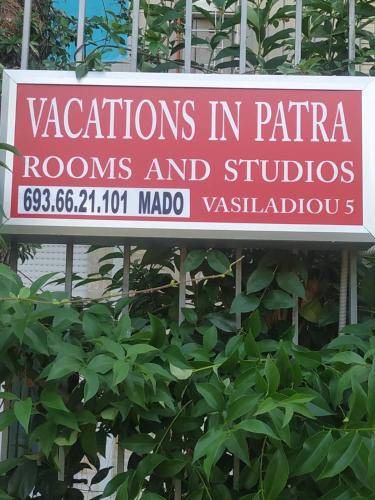 VACATIONS IN PATRA
ROOMS AND STUDIOS
693.66.21.101 MADO VASILADIOU 5